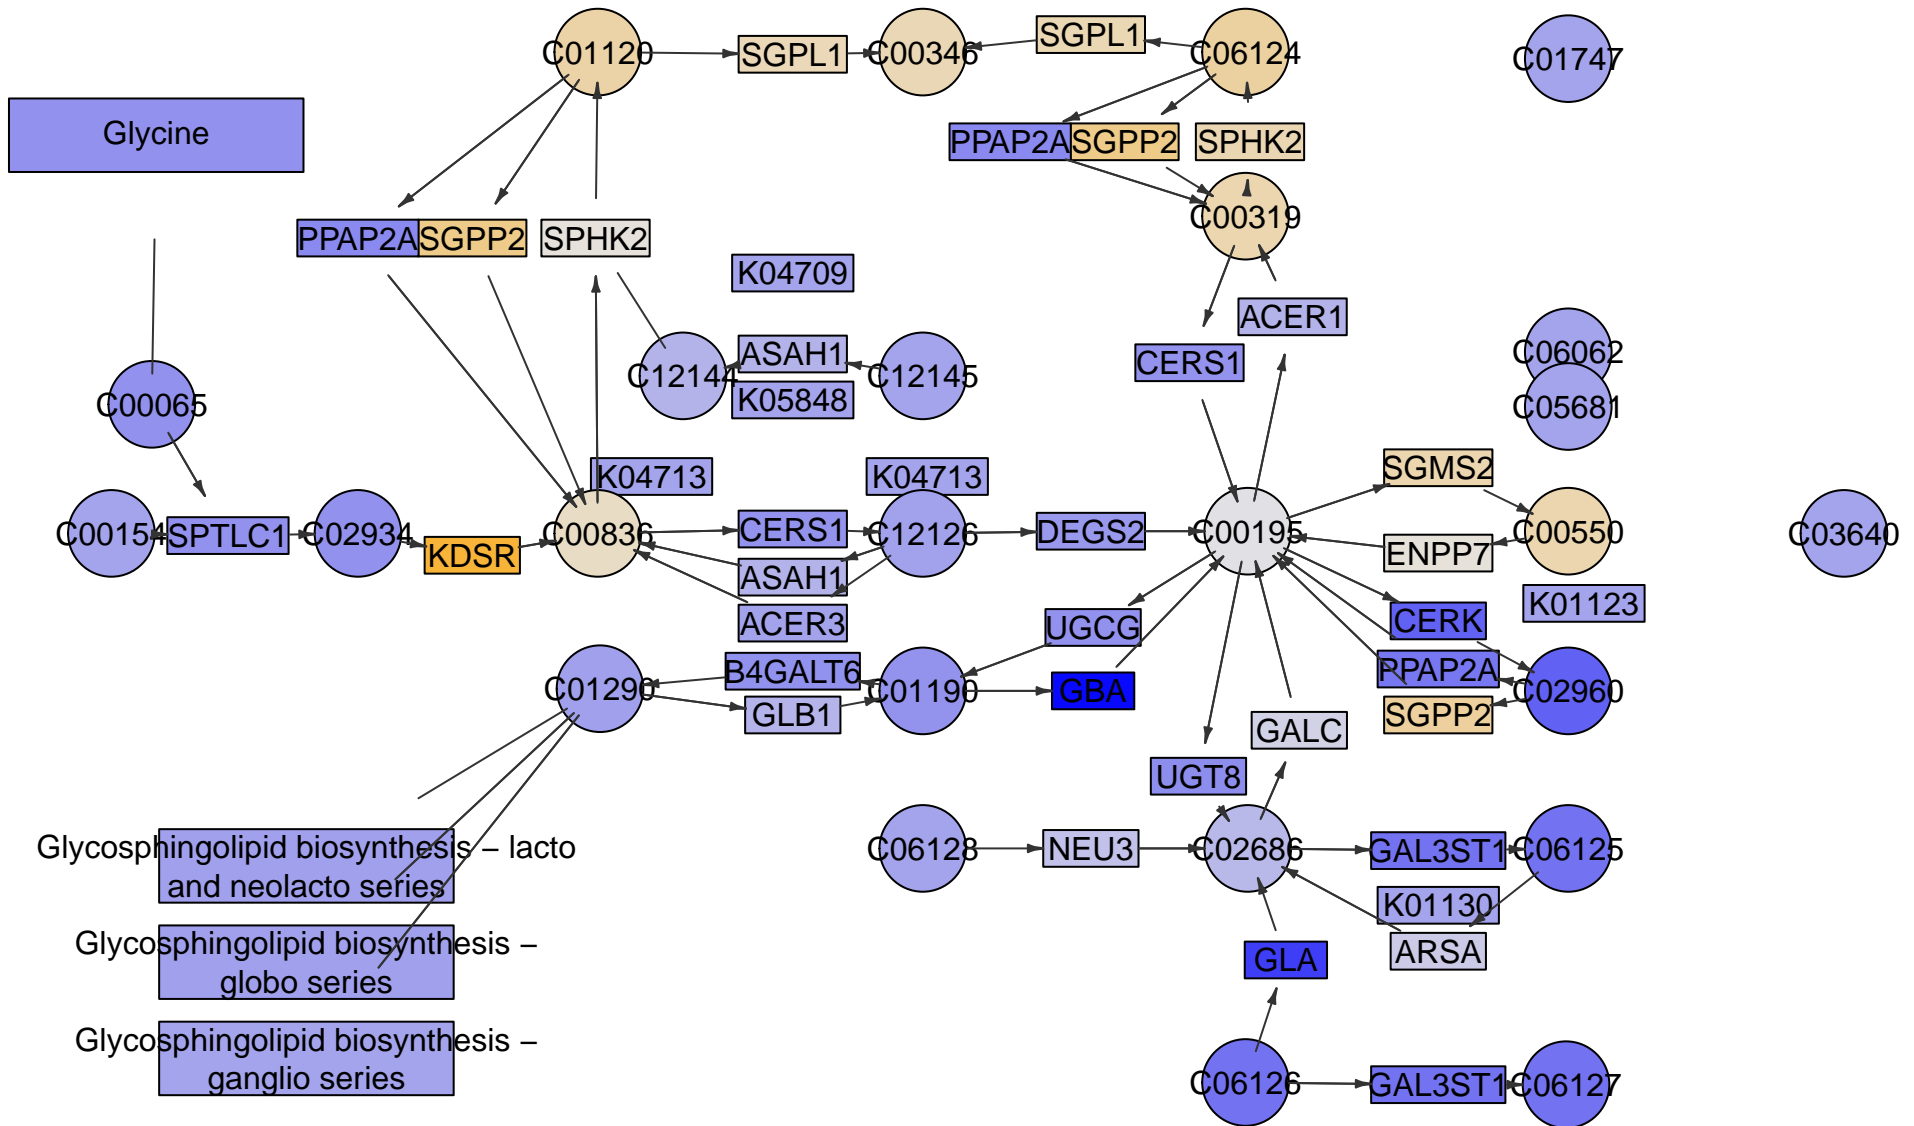 C01120
SGPL1
C00346
SGPL1
C06124
C01747
Glycine
PPAP2A
SGPP2
SPHK2
C00319
PPAP2A
SGPP2
SPHK2
K04709
ACER1
C12144
ASAH1
C12145
CERS1
C06062
K05848
C00065
C05681
K04713
K04713
SGMS2
C00154
SPTLC1
C02934
KDSR
C00836
CERS1
C12126
DEGS2
C00195
ENPP7
C00550
C03640
ASAH1
ACER3
K01123
UGCG
CERK
B4GALT6
PPAP2A
C01290
GLB1
C01190
GBA
SGPP2
C02960
GALC
UGT8
Glycosphingolipid biosynthesis – lacto
and neolacto series
C06128
NEU3
C02686
GAL3ST1
C06125
K01130
Glycosphingolipid biosynthesis –
globo series
GLA
ARSA
Glycosphingolipid biosynthesis –
ganglio series
C06126
GAL3ST1
C06127